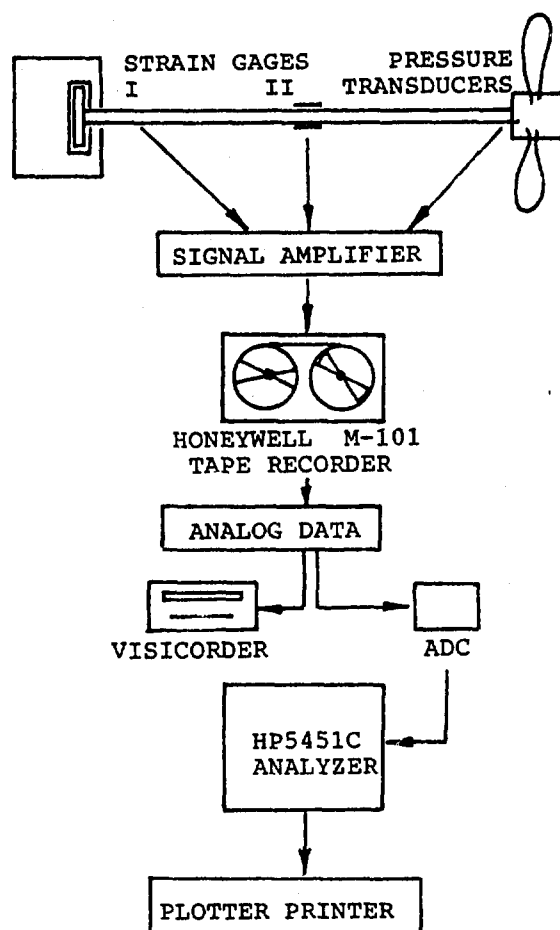 STRAIN GAGES
I II
PRESSURE
TRANSDUCERS
SIGNAL AMPLIFIER
HONEYWELL M-101
TAPE RECORDER
ANALOG DATA
VISICORDER
ADC
HP5451C
ANALYZER
PLOTTER PRINTER